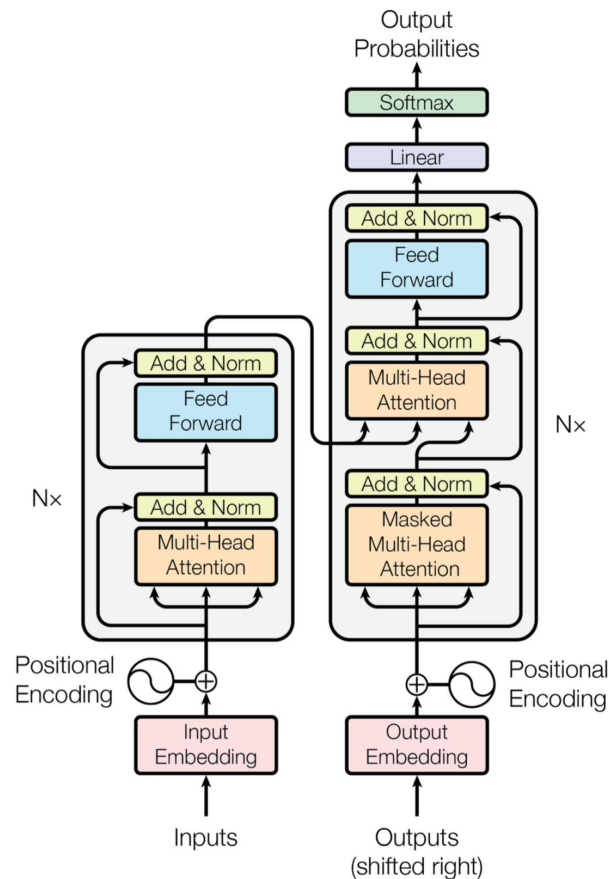 Output
Probabilities
Softmax
Linear
Add & Norm
Feed
Forward
Add & Norm
Multi-Head
Attention
Add & Norm
Masked
Multi-Head
Attention
N×
Add & Norm
Feed
Forward
Add & Norm
Multi-Head
Attention
N×
Positional
Encoding
Positional
Encoding
Input
Embedding
Output
Embedding
Inputs
Outputs
(shifted right)